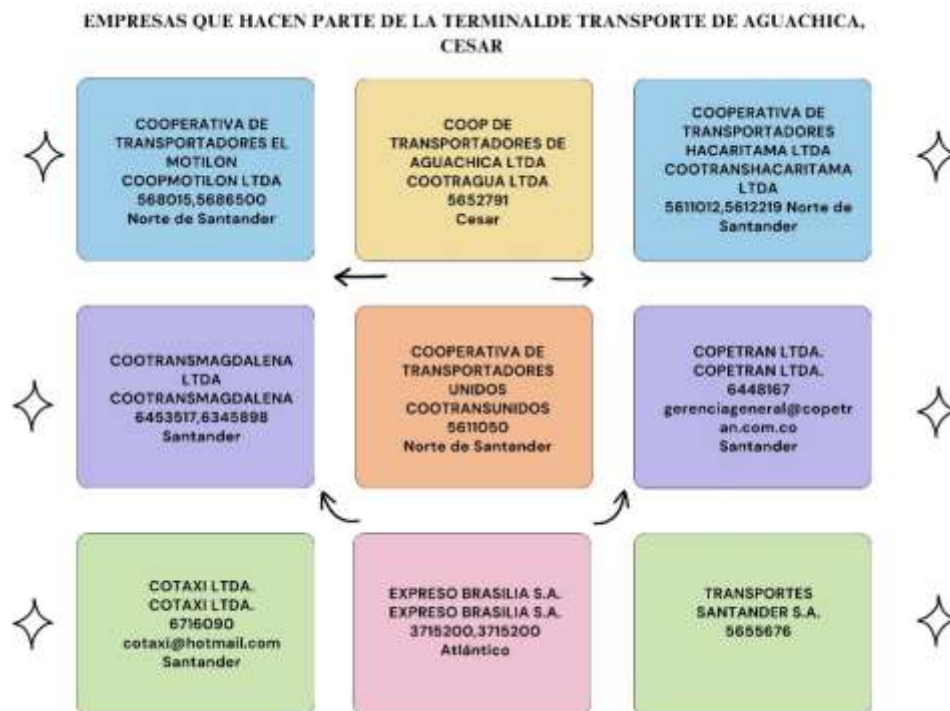 EMPRESAS QUE HACEN PARTE DE LA TERMINALDE TRANSPORTE DE AGUACHICA,
CESAR
COOPERATIVA DE
TRANSPORTADORES EL
MOTILON
COOPMOTILON LTDA
568015,5686500
Norte de Santander
COOP DE
TRANSPORTADORES DE
AGUACHICA LTDA
COOTRAGUA LTDA
5652791
Cesar
COOPERATIVA DE
TRANSPORTADORES
HACARITAMA LTDA
COOTRANSHACARITAMA
LTDA
5611012,5612219 Norte de
Santander
COOTRANSMAGDALENA
LTDA
COOTRANSMAGDALENA
6453517,6345898
Santander
COOPERATIVA DE
TRANSPORTADORES
UNIDOS
COOTRANSUNIDOS
5611050
Norte de Santander
COPETRAN LTDA.
COPETRAN LTDA.
6448167
gerenciageneral@copetr
an.com.co
Santander
COTAXI LTDA.
COTAXI LTDA.
6716090
cotaxi@hotmail.com
Santander
EXPRESO BRASILIA S.A.
EXPRESO BRASILIA S.A.
3715200,3715200
Atlántico
TRANSPORTES
SANTANDER S.A.
5655676